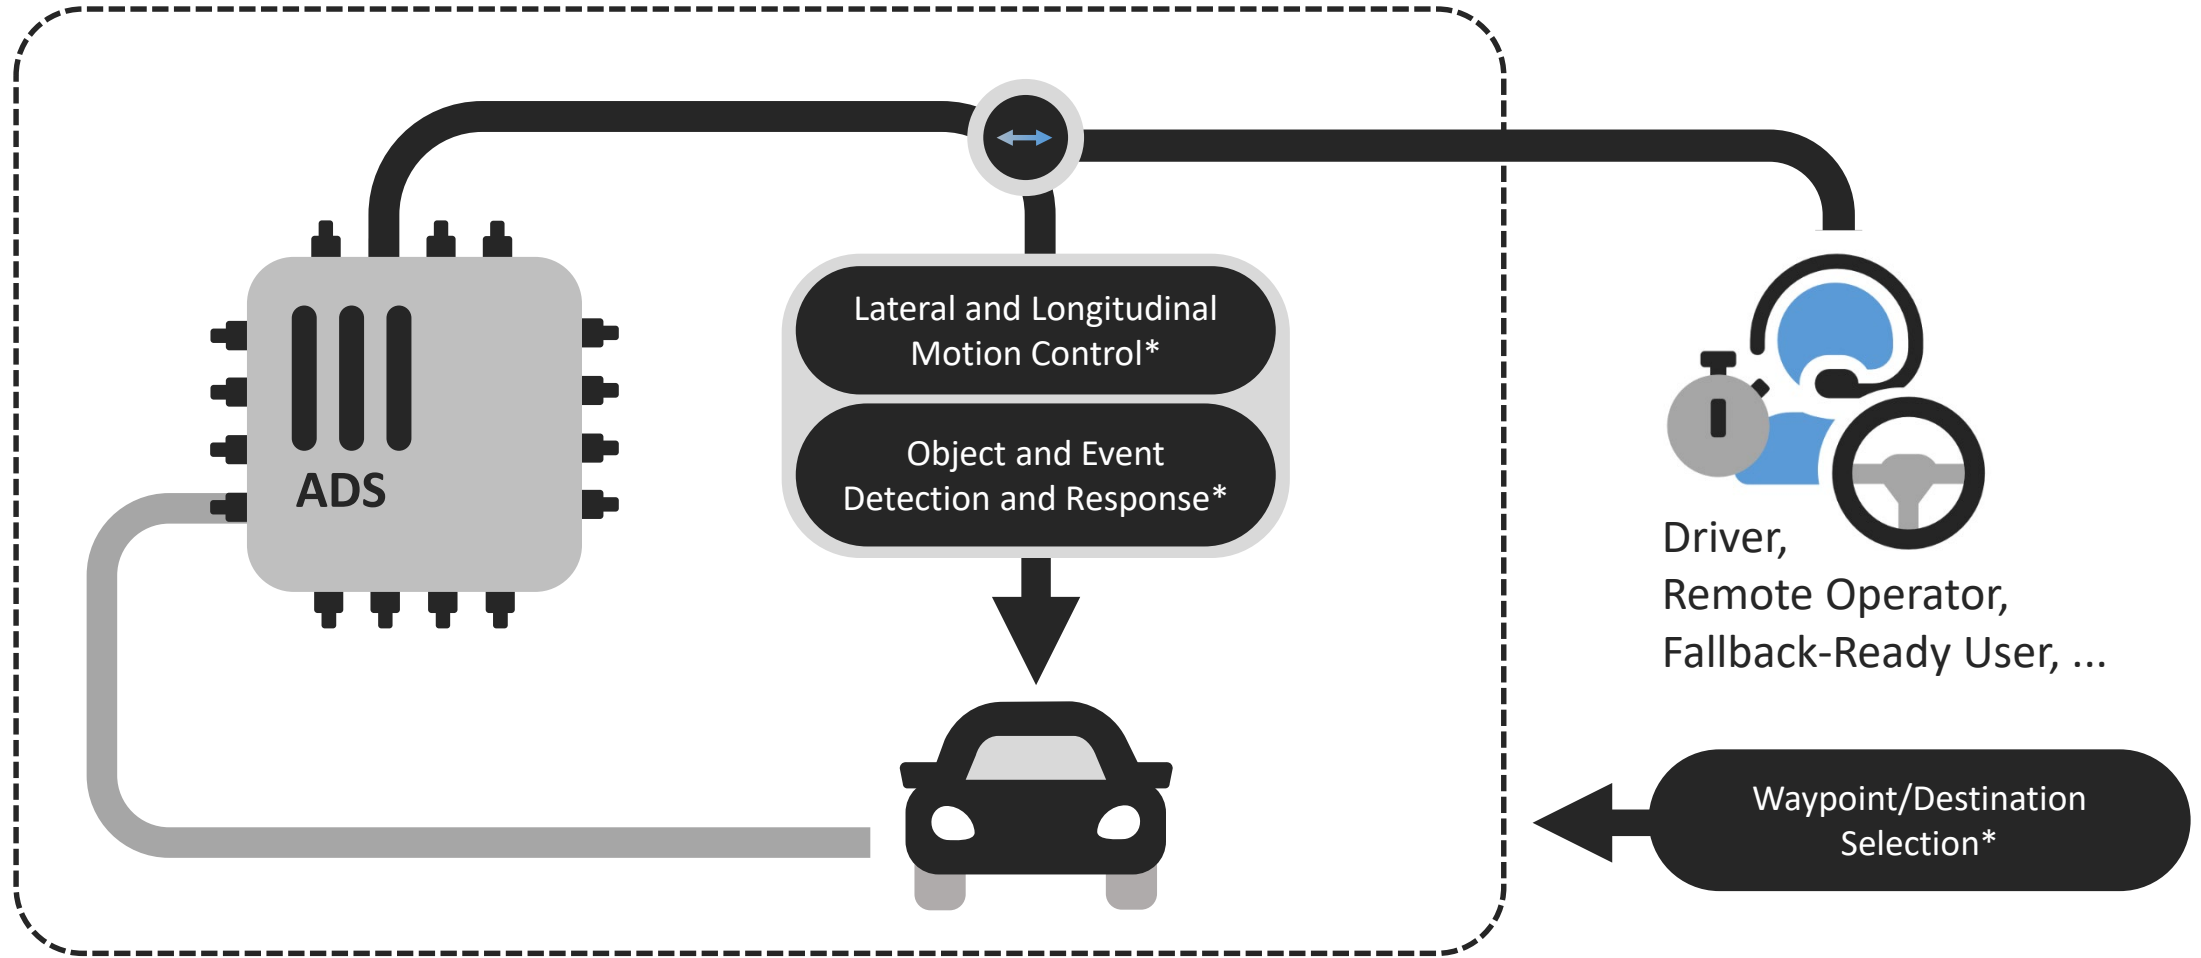 ADS
Lateral and Longitudinal
Motion Control*
Object and Event
Detection and Response*
Driver,
Remote Operator,
Fallback-Ready User, ...
Waypoint/Destination
Selection*